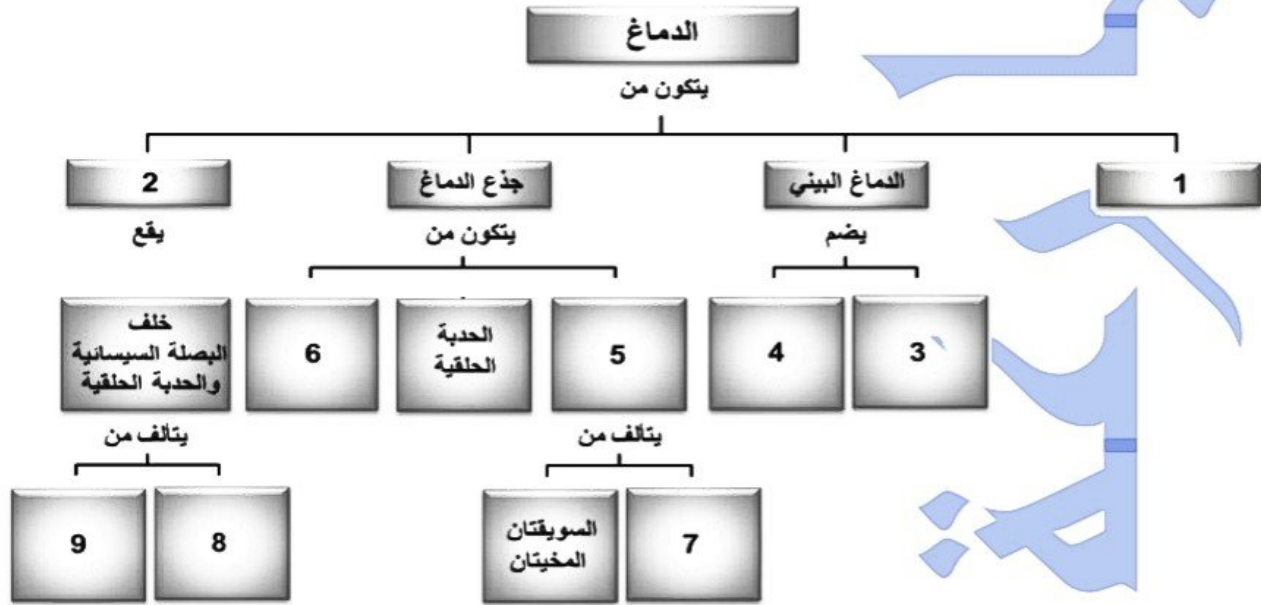 الدماغ
يتكون من
1
الدماغ البيني
جذع الدماغ
2
يضم
يتكون من
يقع
3
4
5
الحدبة
الحلقية
6
خلف
البصلة السيسائية
والحدبة الحلقية
يتألف من
يتألف من
7
السويقتان
المخيتان
8
9